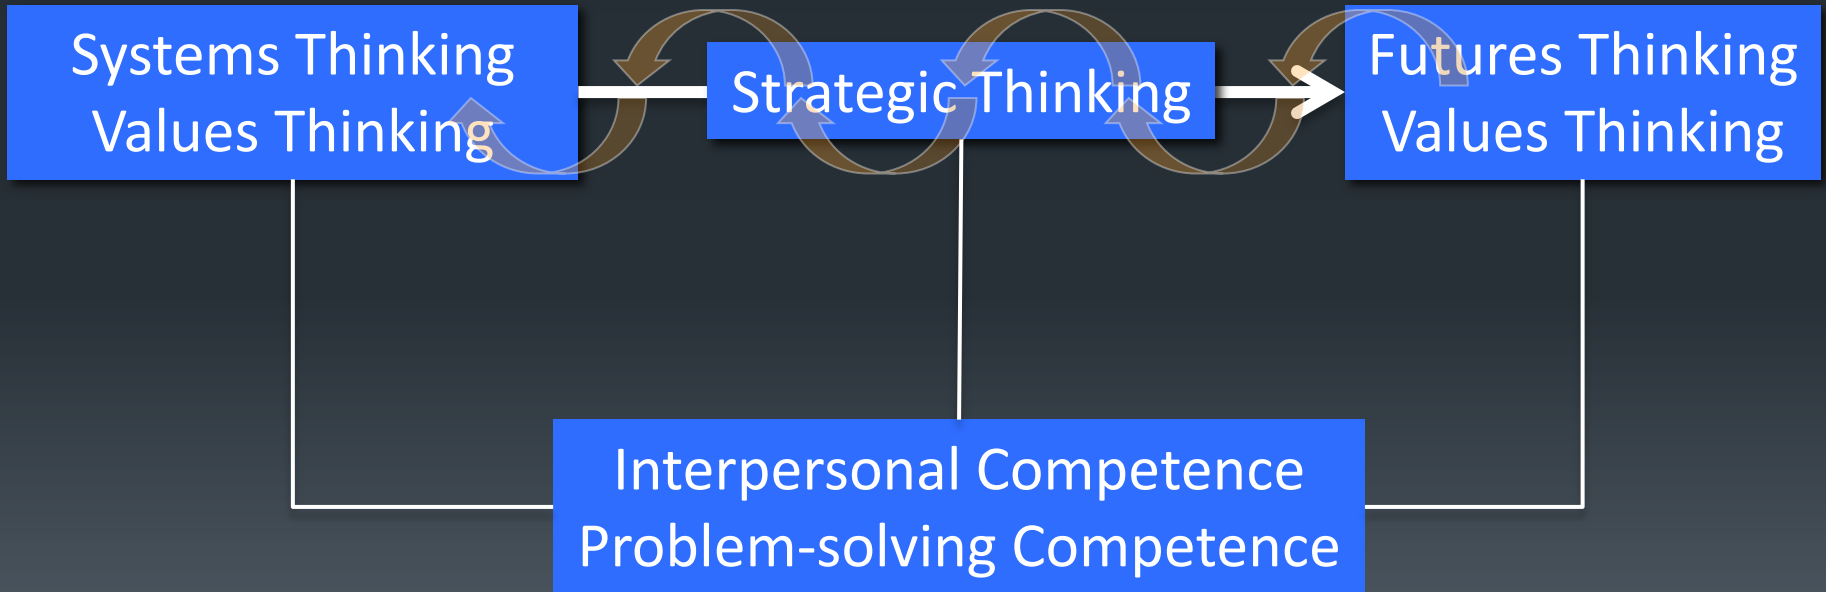 Systems Thinking
Values Thinking
Strategic Thinking
Futures Thinking
Values Thinking
Interpersonal Competence
Problem-solving Competence